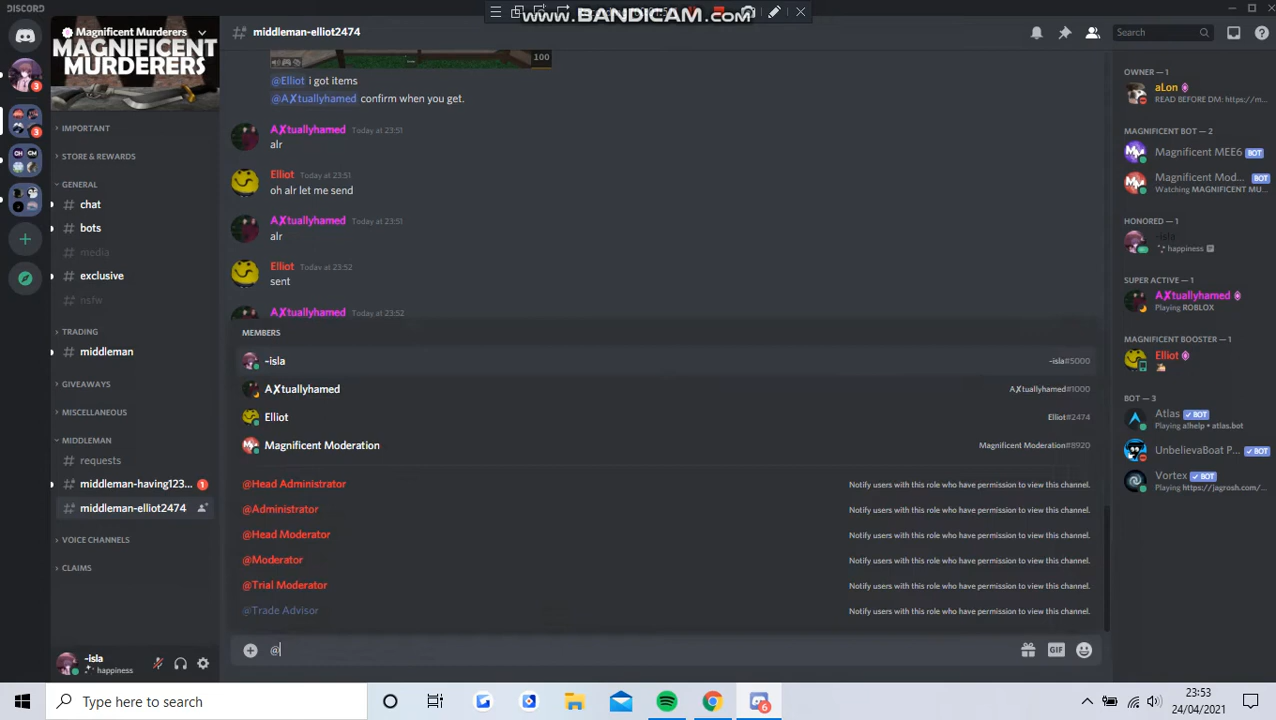 DISCORD
www.BANDICAM.com
Magnificent Murderers
MAGNIFICENT
MURDERERS
IMPORTANT
STORE & REWARDS
GENERAL
# chat
# bots
# media
# exclusive
# nsfw
TRADING
# middleman
GIVEAWAYS
MISCELLANEOUS
MIDDLEMAN
# requests
# middleman-having123... 1
# middleman-elliot2474
VOICE CHANNELS
CLAIMS
-isla
happiness
3
3
# middleman-elliot2474
Search
100
@Elliot i got items
@AXtuallyhamed confirm when you get.
AXtuallyhamed Today at 23:51
alr
Elliot Today at 23:51
oh alr let me send
AXtuallyhamed Today at 23:51
alr
Elliot Today at 23:52
sent
AXtuallyhamed Today at 23:52
MEMBERS
-isla -isla#5000
AXtuallyhamed AXtuallyhamed#1000
Elliot Elliot#2474
Magnificent Moderation Magnificent Moderation#8920
@Head Administrator Notify users with this role who have permission to view this channel.
@Administrator Notify users with this role who have permission to view this channel.
@Head Moderator Notify users with this role who have permission to view this channel.
@Moderator Notify users with this role who have permission to view this channel.
@Trial Moderator Notify users with this role who have permission to view this channel.
@Trade Advisor Notify users with this role who have permission to view this channel.
@
GIF
OWNER — 1
aLon
READ BEFORE DM: https://m...
MAGNIFICENT BOT — 2
Magnificent MEE6 BOT
Magnificent Mod... BOT
Watching MAGNIFICENT MU...
HONORED — 1
-isla
happiness
SUPER ACTIVE — 1
AXtuallyhamed
Playing ROBLOX
MAGNIFICENT BOOSTER — 1
Elliot
BOT — 3
Atlas BOT
Playing a!help • atlas.bot
UnbelievaBoat P... BOT
Vortex BOT
Playing https://jagrosh.com/...
Type here to search
6
23:53
24/04/2021